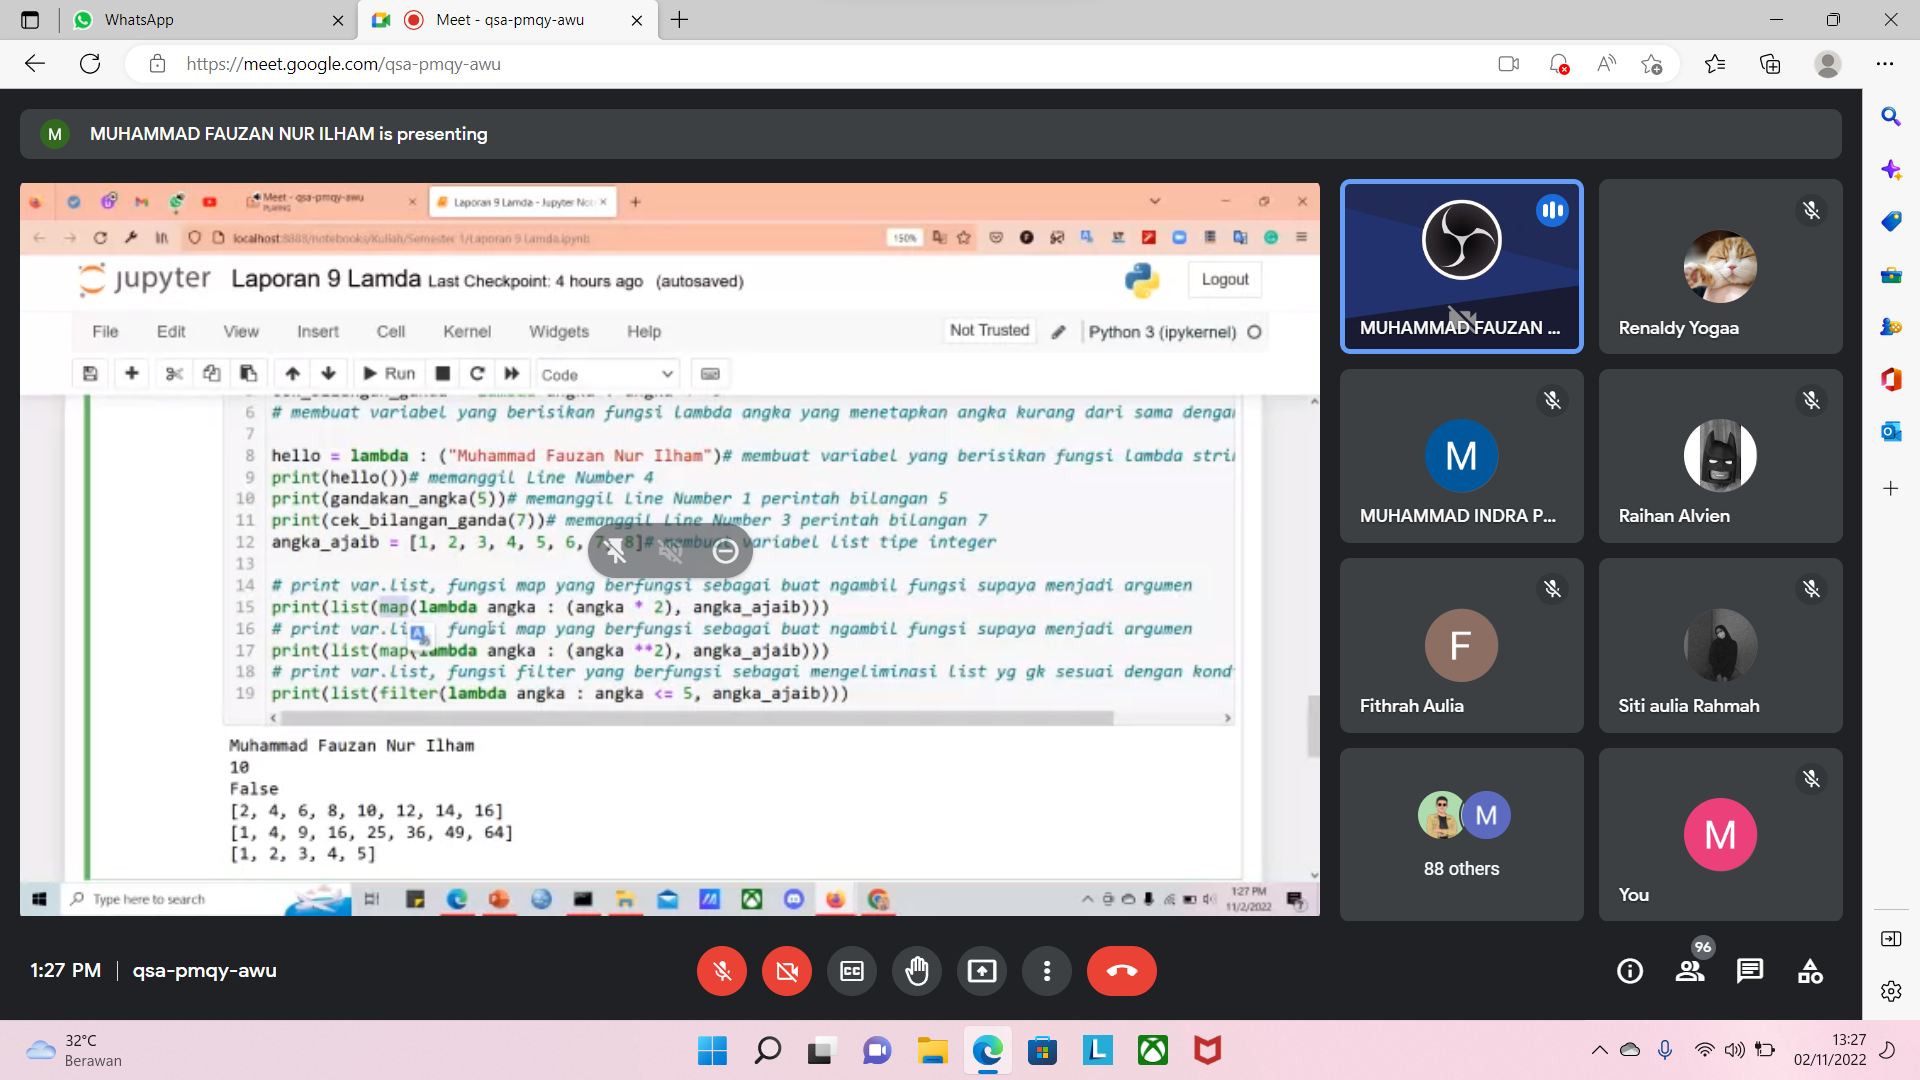 WhatsApp
Meet - qsa-pmqy-awu
https://meet.google.com/qsa-pmqy-awu
M
MUHAMMAD FAUZAN NUR ILHAM is presenting
Meet - qsa-pmqy-awu
PLAYING
Laporan 9 Lamda - Jupyter Not
localhost:8888/notebooks/Kuliah/Semester 1/Laporan 9 Lamda.ipynb
150%
jupyter
Laporan 9 Lamda Last Checkpoint: 4 hours ago (autosaved)
Logout
File Edit View Insert Cell Kernel Widgets Help
Not Trusted
Python 3 (ipykernel)
Run
Code
6 # membuat variabel yang berisikan fungsi lambda angka yang menetapkan angka kurang dari sama dengan
7
8 hello = lambda : ("Muhammad Fauzan Nur Ilham")# membuat variabel yang berisikan fungsi lambda stri
9 print(hello())# memanggil Line Number 4
10 print(gandakan_angka(5))# memanggil Line Number 1 perintah bilangan 5
11 print(cek_bilangan_ganda(7))# memanggil Line Number 3 perintah bilangan 7
12 angka_ajaib = [1, 2, 3, 4, 5, 6, 7, 8]# membuat variabel list tipe integer
13
14 # print var.list, fungsi map yang berfungsi sebagai buat ngambil fungsi supaya menjadi argumen
15 print(list(map(lambda angka : (angka * 2), angka_ajaib)))
16 # print var.li fungsi map yang berfungsi sebagai buat ngambil fungsi supaya menjadi argumen
17 print(list(map(lambda angka : (angka **2), angka_ajaib)))
18 # print var.list, fungsi filter yang berfungsi sebagai mengeliminasi list yg gk sesuai dengan kond
19 print(list(filter(lambda angka : angka <= 5, angka_ajaib)))
Muhammad Fauzan Nur Ilham
10
False
[2, 4, 6, 8, 10, 12, 14, 16]
[1, 4, 9, 16, 25, 36, 49, 64]
[1, 2, 3, 4, 5]
Type here to search
1:27 PM
11/2/2022
MUHAMMAD FAUZAN ...
Renaldy Yogaa
M
MUHAMMAD INDRA P...
Raihan Alvien
F
Fithrah Aulia
Siti aulia Rahmah
M
88 others
M
You
1:27 PM
qsa-pmqy-awu
96
32°C
Berawan
13:27
02/11/2022